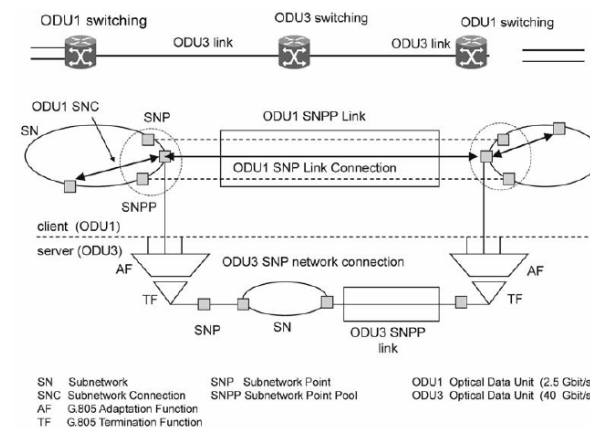 ODU1 switching
ODU3 switching
ODU1 switching
ODU3 link
ODU3 link
ODU1 SNC
SNP
ODU1 SNPP Link
SN
ODU1 SNP Link Connection
SNPP
client (ODU1)
server (ODU3)
ODU3 SNP network connection
AF
AF
TF
TF
SNP
SN
ODU3 SNPP
link
SN Subnetwork SNP Subnetwork Point ODU1 Optical Data Unit (2.5 Gbit/s
SNC Subnetwork Connection SNPP Subnetwork Point Pool ODU3 Optical Data Unit (40 Gbit/s
AF G.805 Adaptation Function
TF G.805 Termination Function